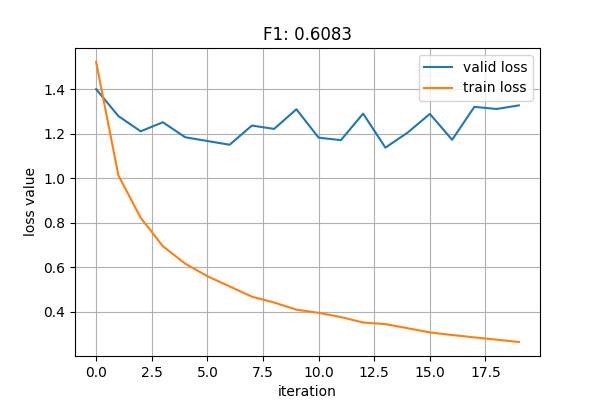 F1: 0.6083
valid loss
train loss
1.4
1.2
1.0
0.8
0.6
0.4
loss value
0.0 2.5 5.0 7.5 10.0 12.5 15.0 17.5
iteration